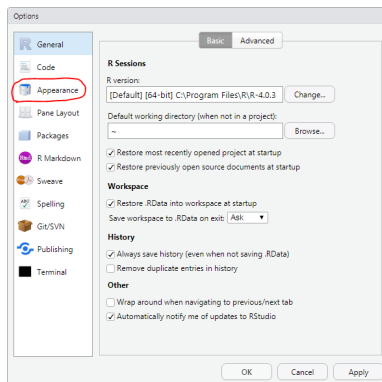 Options
General
Code
Appearance
Pane Layout
Packages
Rmd R Markdown
Sweave
ABC Spelling
Git/SVN
Publishing
Terminal
Basic Advanced
R Sessions
R version:
[Default] [64-bit] C:\Program Files\R\R-4.0.3 Change...
Default working directory (when not in a project):
~ Browse...
Restore most recently opened project at startup
Restore previously open source documents at startup
Workspace
Restore .RData into workspace at startup
Save workspace to .RData on exit: Ask
History
Always save history (even when not saving .RData)
Remove duplicate entries in history
Other
Wrap around when navigating to previous/next tab
Automatically notify me of updates to RStudio
OK Cancel Apply